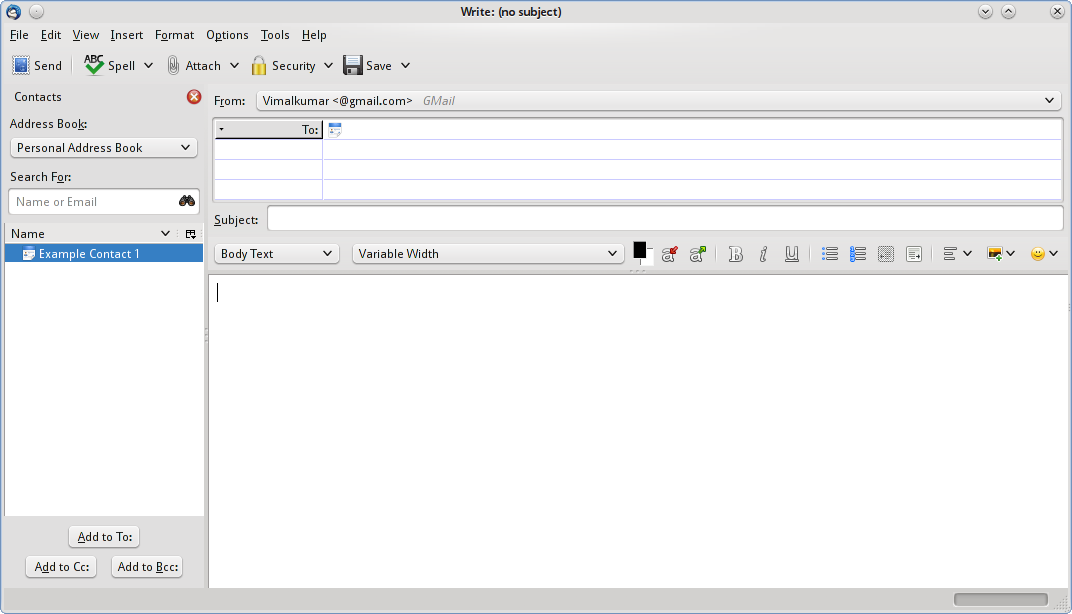 Write: (no subject)
File Edit View Insert Format Options Tools Help
Send ABC Spell Attach Security Save
Contacts
From: Vimalkumar <@gmail.com> GMail
Address Book:
To:
Personal Address Book
Search For:
Name or Email
Subject:
Name
Example Contact 1
Body Text Variable Width a a B i U
Add to To:
Add to Cc: Add to Bcc: